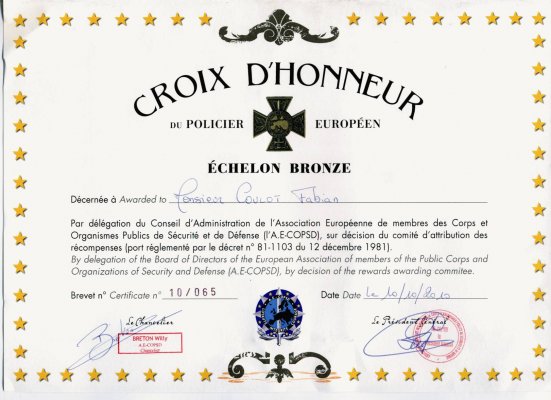 CROIX D'HONNEUR
DU POLICIER EUROPÉEN
ÉCHELON BRONZE
Décernée à Awarded to Monsieur COULOT Fabian
Par délégation du Conseil d'Administration de l'Association Européenne de membres des Corps et
Organismes Publics de Sécurité et de Défense (l'A.E-COPSD), sur décision du comité d'attribution des
récompenses (port réglementé par le décret n° 81-1103 du 12 décembre 1981).
By delegation of the Board of Directors of the European Association of members of the Public Corps and
Organizations of Security and Defense (A.E-COPSD), by decision of the rewards awarding commitee.
Brevet n° Certificate n° 10/065 Date Date Le 10/10/2010
Le Chancelier Le Président Général
BRETON Willy
A.E-COPSD
Chancelier